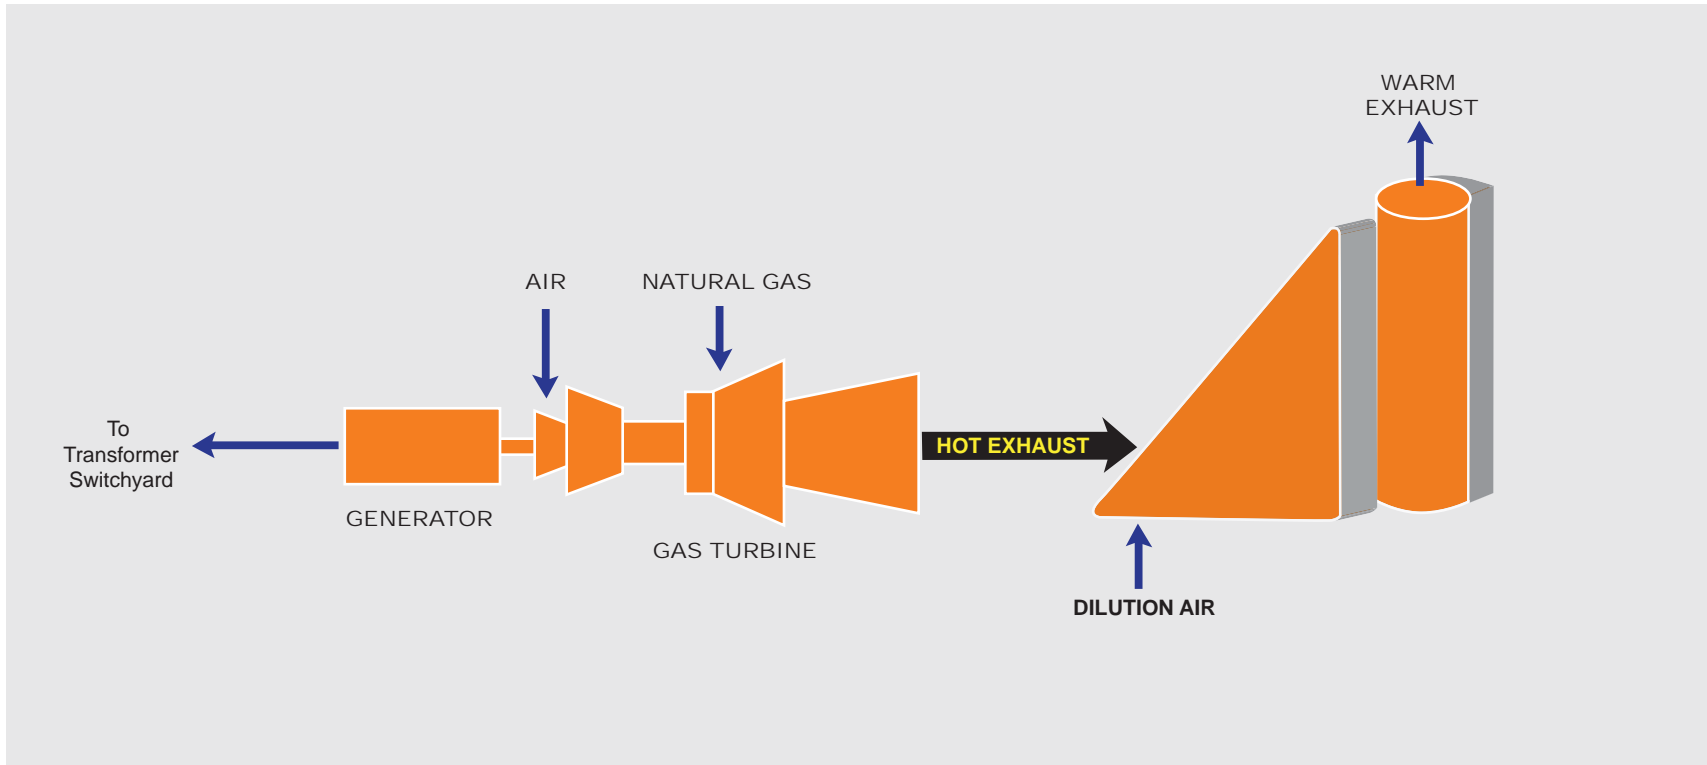 WARM
EXHAUST
AIR
NATURAL GAS
To
Transformer
Switchyard
HOT EXHAUST
GENERATOR
GAS TURBINE
DILUTION AIR